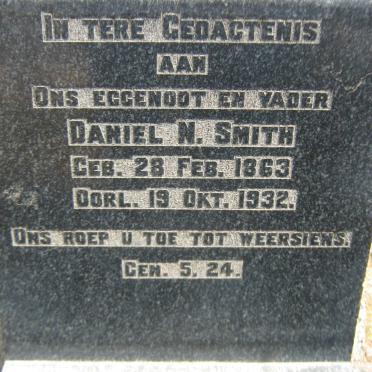 In tere Gedagtenis
aan
Ons eggenoot en vader
Daniel N. Smith
Geb. 28 Feb. 1863
Oorl. 19 Okt. 1932.
Ons roep u toe tot weersiens.
Gen. 5. 24.